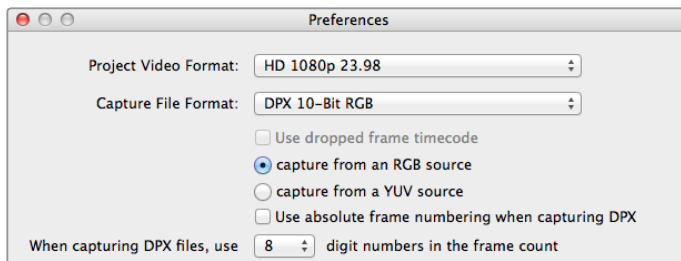 Preferences
Project Video Format: HD 1080p 23.98
Capture File Format: DPX 10-Bit RGB
Use dropped frame timecode
capture from an RGB source
capture from a YUV source
Use absolute frame numbering when capturing DPX
When capturing DPX files, use 8 digit numbers in the frame count